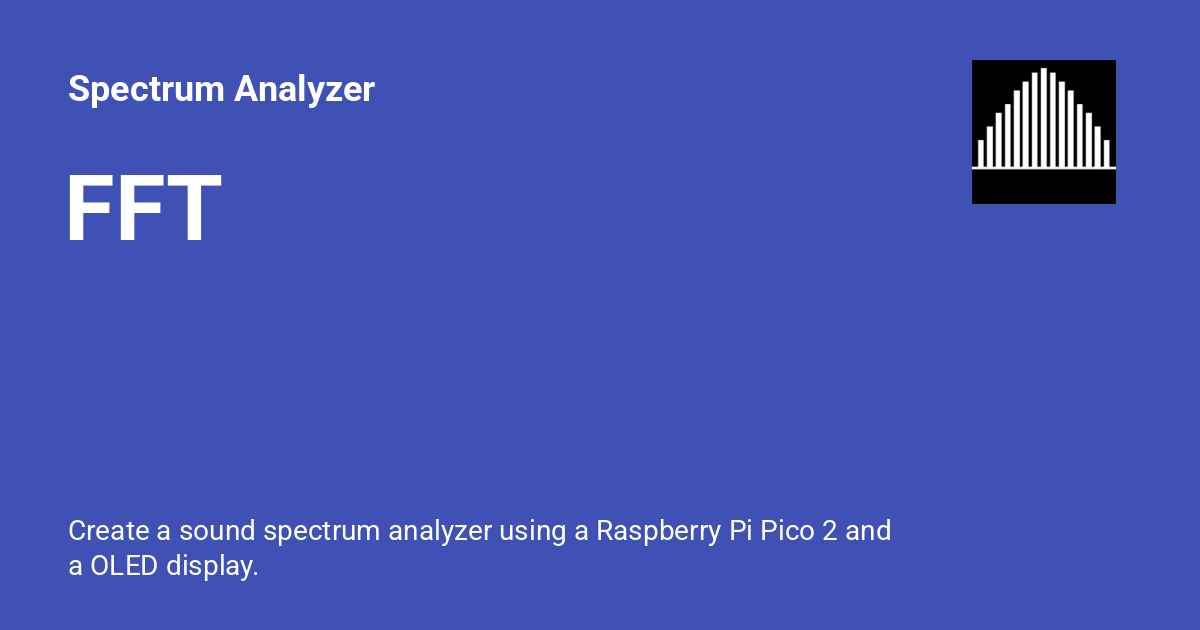 Spectrum Analyzer
FFT
Create a sound spectrum analyzer using a Raspberry Pi Pico 2 and
a OLED display.